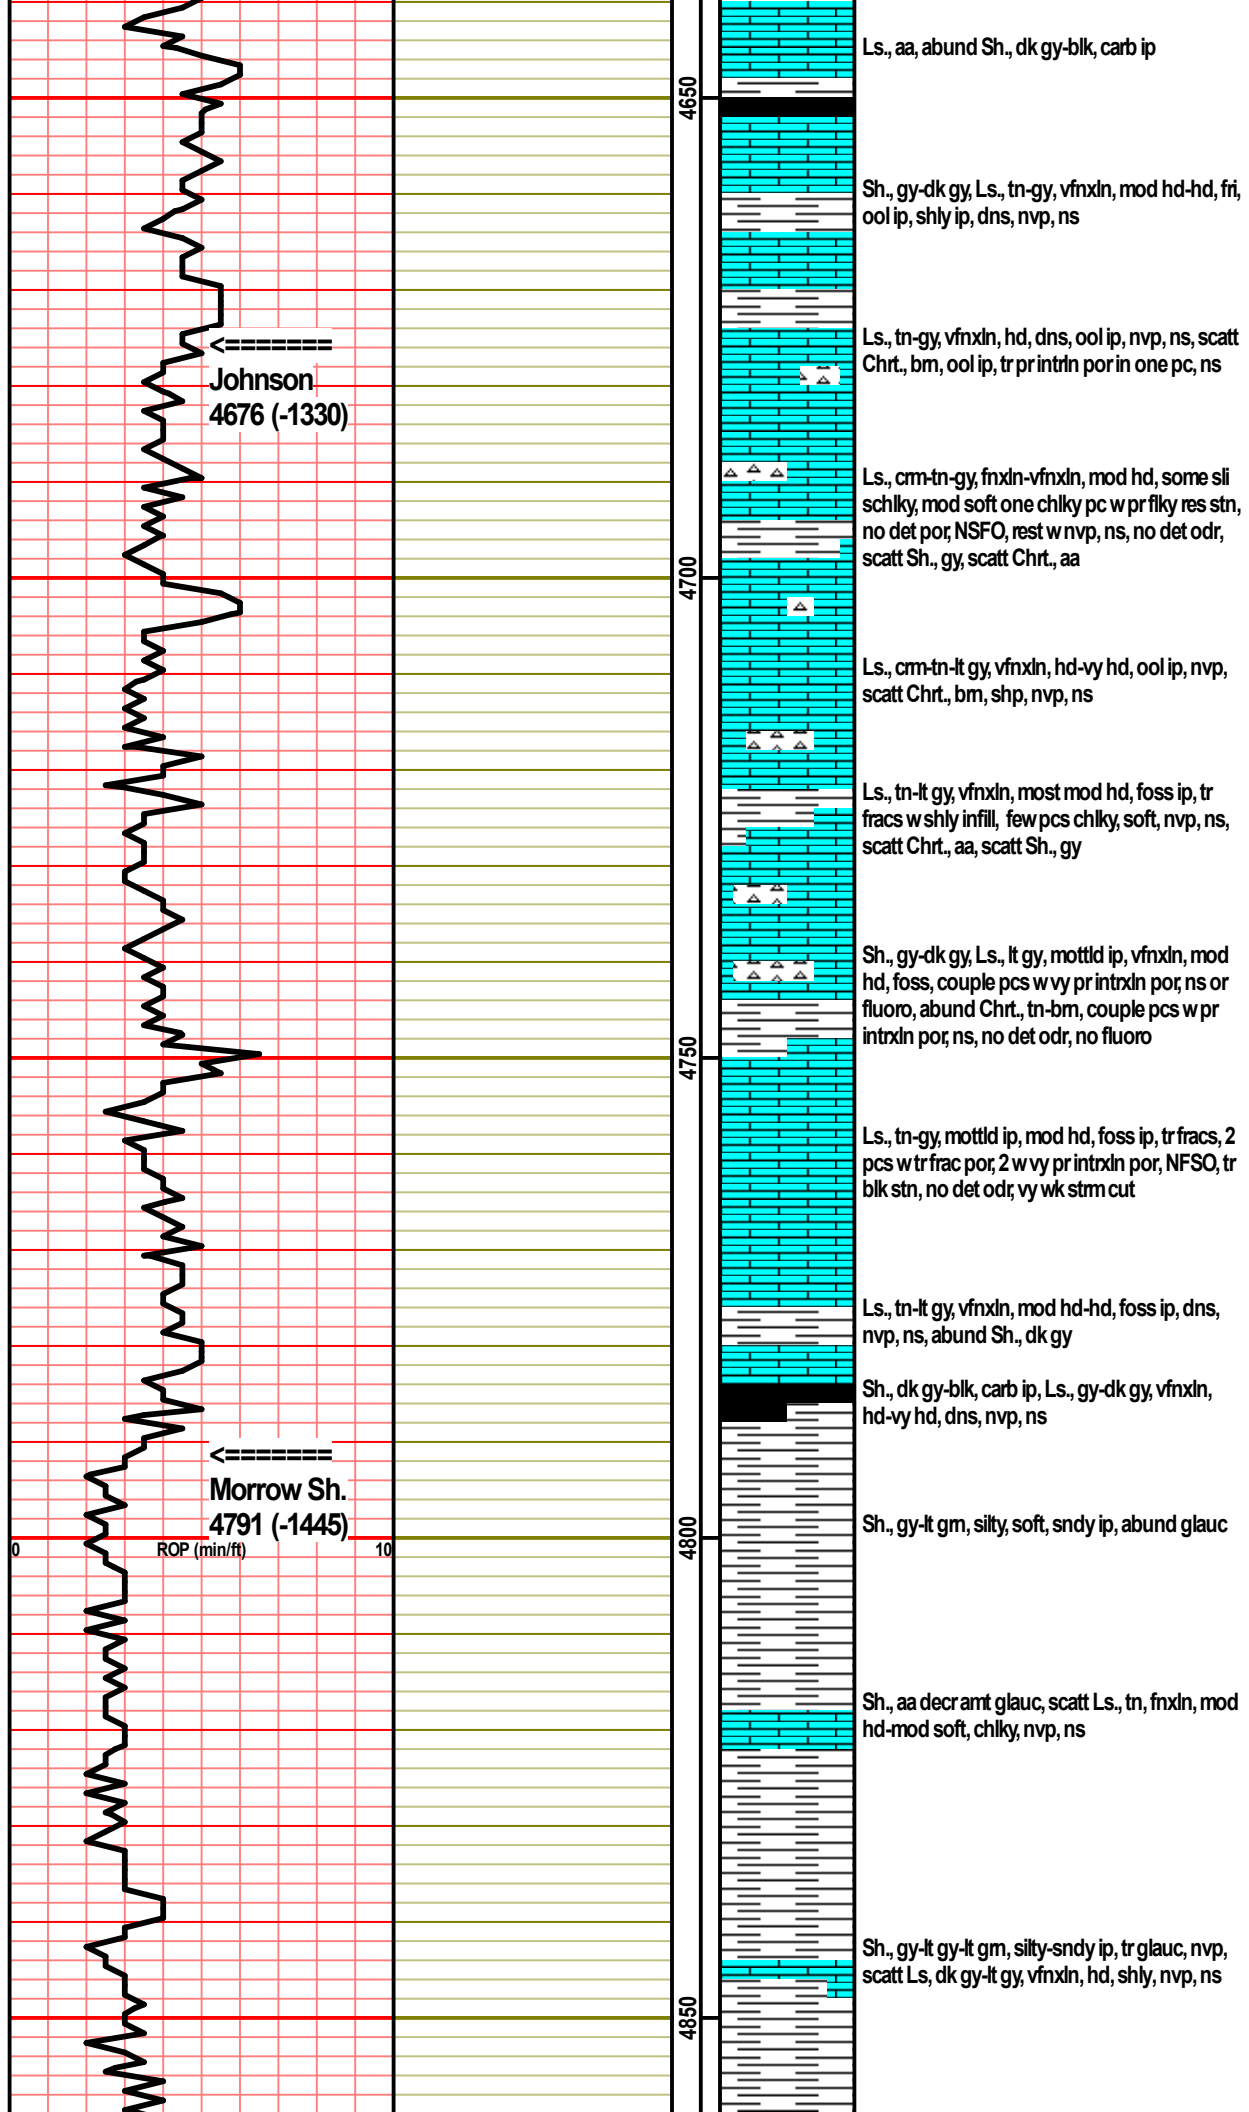 Ls., aa, abund Sh., dk gy-blk, carb ip
4650
Sh., gy-dk gy, Ls., tn-gy, vfnxln, mod hd-hd, fri,
ool ip, shly ip, dns, nvp, ns
<=======
Johnson
4676 (-1330)
Ls., tn-gy, vfnxln, hd, dns, ool ip, nvp, ns, scatt
Chrt., brn, ool ip, tr pr intrln por in one pc, ns
Ls., crm-tn-gy, fnxln-vfnxln, mod hd, some sli
schlky, mod soft one chlky pc w pr flky res stn,
no det por, NSFO, rest w nvp, ns, no det odr,
scatt Sh., gy, scatt Chrt., aa
4700
Ls., crm-tn-lt gy, vfnxln, hd-vy hd, ool ip, nvp,
scatt Chrt., brn, shp, nvp, ns
Ls., tn-lt gy, vfnxln, most mod hd, foss ip, tr
fracs w shly infill, few pcs chlky, soft, nvp, ns,
scatt Chrt., aa, scatt Sh., gy
Sh., gy-dk gy, Ls., lt gy, mottld ip, vfnxln, mod
hd, foss, couple pcs w vy pr intrxln por, ns or
fluoro, abund Chrt., tn-brn, couple pcs w pr
intrxln por, ns, no det odr, no fluoro
4750
Ls., tn-gy, mottld ip, mod hd, foss ip, tr fracs, 2
pcs w tr frac por, 2 w vy pr intrxln por, NFSO, tr
blk stn, no det odr, vy wk strm cut
Ls., tn-lt gy, vfnxln, mod hd-hd, foss ip, dns,
nvp, ns, abund Sh., dk gy
Sh., dk gy-blk, carb ip, Ls., gy-dk gy, vfnxln,
hd-vy hd, dns, nvp, ns
<=======
Morrow Sh.
4791 (-1445)
Sh., gy-lt grn, silty, soft, sndy ip, abund glauc
4800
0 ROP (min/ft) 10
Sh., aa decr amt glauc, scatt Ls., tn, fnxln, mod
hd-mod soft, chlky, nvp, ns
Sh., gy-lt gy-lt grn, silty-sndy ip, tr glauc, nvp,
scatt Ls, dk gy-lt gy, vfnxln, hd, shly, nvp, ns
4850